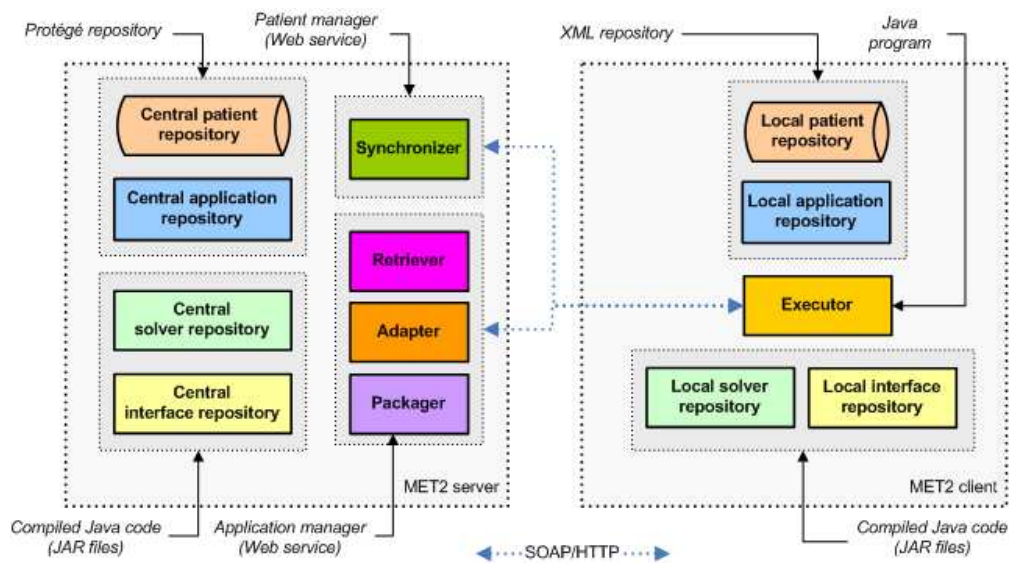 Protégé repository
Patient manager
(Web service)
XML repository
Java
program
Central patient
repository
Central application
repository
Synchronizer
Retriever
Adapter
Packager
Central
solver repository
Central
interface repository
MET2 server
Local patient
repository
Local application
repository
Executor
Local solver
repository
Local interface
repository
MET2 client
Compiled Java code
(JAR files)
Application manager
(Web service)
SOAP/HTTP
Compiled Java code
(JAR files)